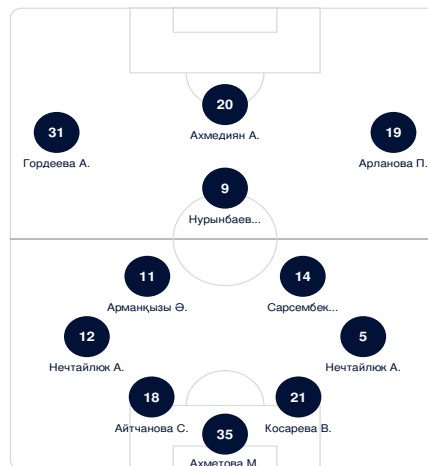 20
31
19
Ахмедиян А.
Гордеева А.
Арланова П.
9
Нурынбаев...
11
14
Арманқызы Ә.
Сарсембек...
12
5
Нечтайлюк А.
Нечтайлюк А.
18
21
Айтчанова С.
Косарева В.
35
Ахметова М.